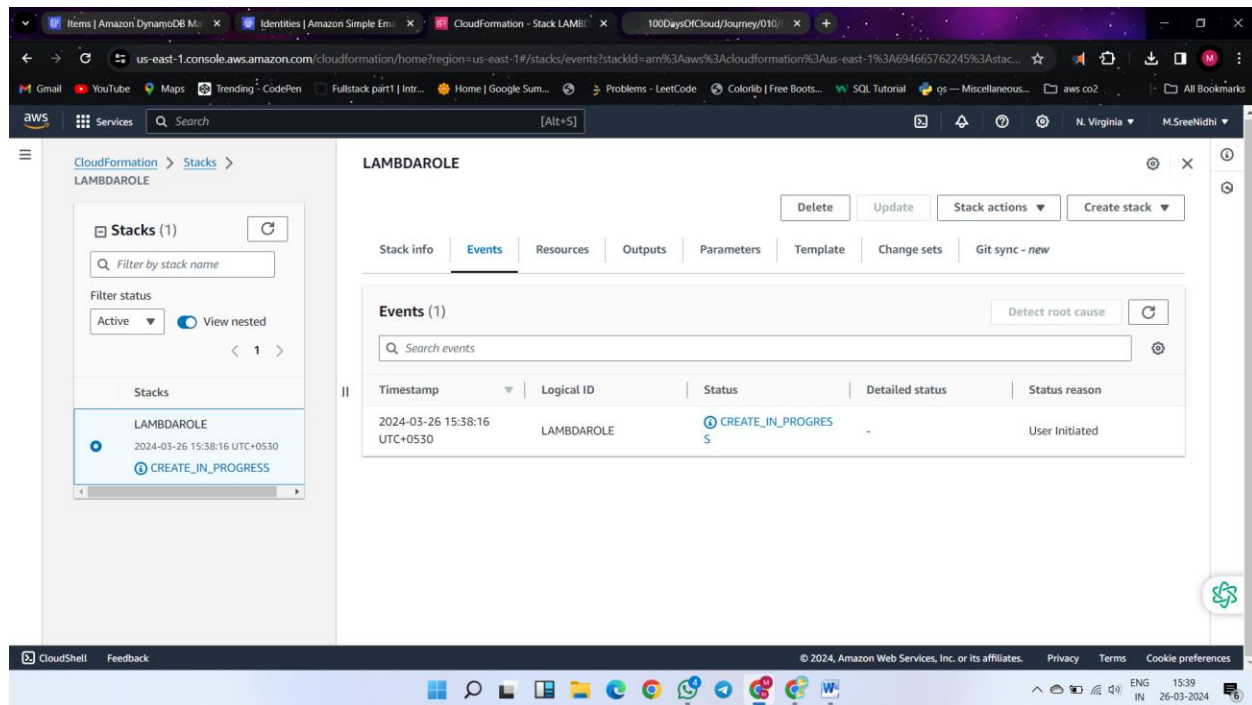 Items | Amazon DynamoDB Ma
Identities | Amazon Simple Ema
CloudFormation - Stack LAMBD
100DaysOfCloud/Journey/010/
us-east-1.console.aws.amazon.com/cloudformation/home?region=us-east-1#/stacks/events?stackId=arn%3Aaws%3Acloudformation%3Aus-east-1%3A694665762245%3Astac...
M
Gmail YouTube Maps Trending - CodePen Fullstack part1 | Intr... Home | Google Sum... Problems - LeetCode Colorlib | Free Boots... SQL Tutorial os — Miscellaneous... aws co2 All Bookmarks
aws Services Search [Alt+S] N. Virginia M.SreeNidhi
CloudFormation > Stacks >
LAMBDAROLE
Stacks (1)
Filter by stack name
Filter status
Active View nested
1
Stacks
LAMBDAROLE
2024-03-26 15:38:16 UTC+0530
CREATE_IN_PROGRESS
LAMBDAROLE
Delete Update Stack actions Create stack
Stack info Events Resources Outputs Parameters Template Change sets Git sync - new
Events (1) Detect root cause
Search events
Timestamp Logical ID Status Detailed status Status reason
2024-03-26 15:38:16 LAMBDAROLE CREATE_IN_PROGRES - User Initiated
UTC+0530 S
CloudShell Feedback © 2024, Amazon Web Services, Inc. or its affiliates. Privacy Terms Cookie preferences
ENG 15:39
IN 26-03-2024